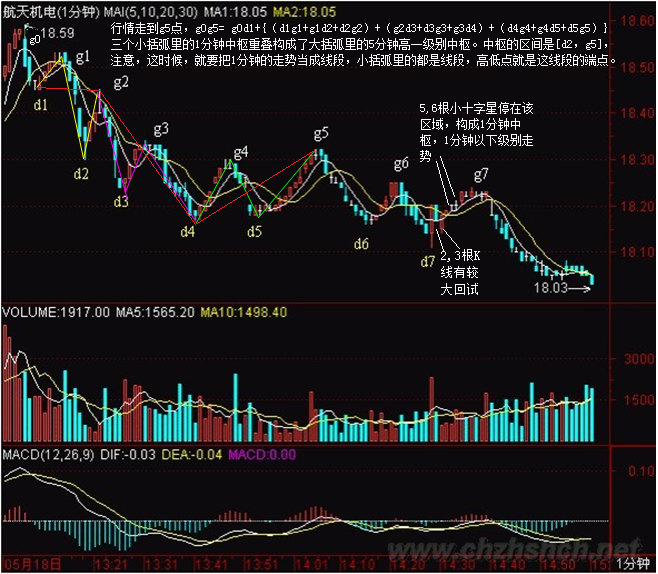 航天机电(1分钟) MAI(5,10,20,30) MA1:18.05 MA2:18.05
行情走到g5点，g0g5= g0d1+{（d1g1+g1d2+d2g2）+（g2d3+d3g3+g3d4）+（d4g4+g4d5+d5g5）}
三个小括弧里的1分钟中枢重叠构成了大括弧里的5分钟高一级别中枢。中枢的区间是[d2，g5]，
注意，这时候，就要把1分钟的走势当成线段，小括弧里的都是线段，高低点就是这线段的端点。
18.60
18.50
18.40
18.30
18.20
18.10
g0
18.59
g1
g2
d1
d2
g3
d3
d4
g4
d5
g5
d6
g6
d7
g7
5,6根小十字星停在该
区域，构成1分钟中
枢，1分钟以下级别走
势
2,3根K
线有较
大回试
18.03
VOLUME:1917.00 MA5:1565.20 MA10:1498.40
3000
1500
MACD(12,26,9) DIF:-0.03 DEA:-0.04 MACD:0.00
0.10
www.chzhshch.net
05月18日 13:21 13:31 13:41 13:51 14:01 14:10 14:20 14:30 14:40 14:50 15: 1分钟